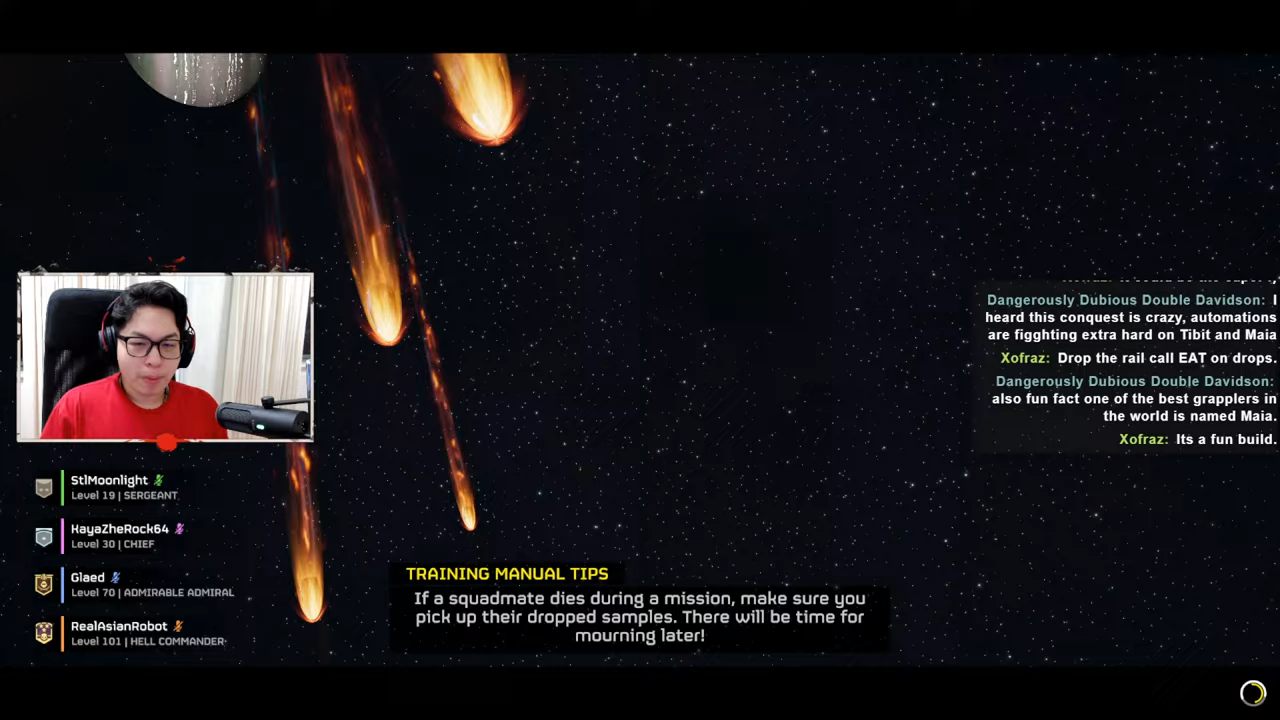 Dangerously Dubious Double Davidson: I
heard this conquest is crazy, automations
are figghting extra hard on Tibit and Maia
Xofraz: Drop the rail call EAT on drops.
Dangerously Dubious Double Davidson:
also fun fact one of the best grapplers in
the world is named Maia.
Xofraz: Its a fun build.
StlMoonlight
Level 19 | SERGEANT
KayaZheRock64
Level 30 | CHIEF
Glaed
Level 70 | ADMIRABLE ADMIRAL
RealAsianRobot
Level 101 | HELL COMMANDER
TRAINING MANUAL TIPS
If a squadmate dies during a mission, make sure you
pick up their dropped samples. There will be time for
mourning later!